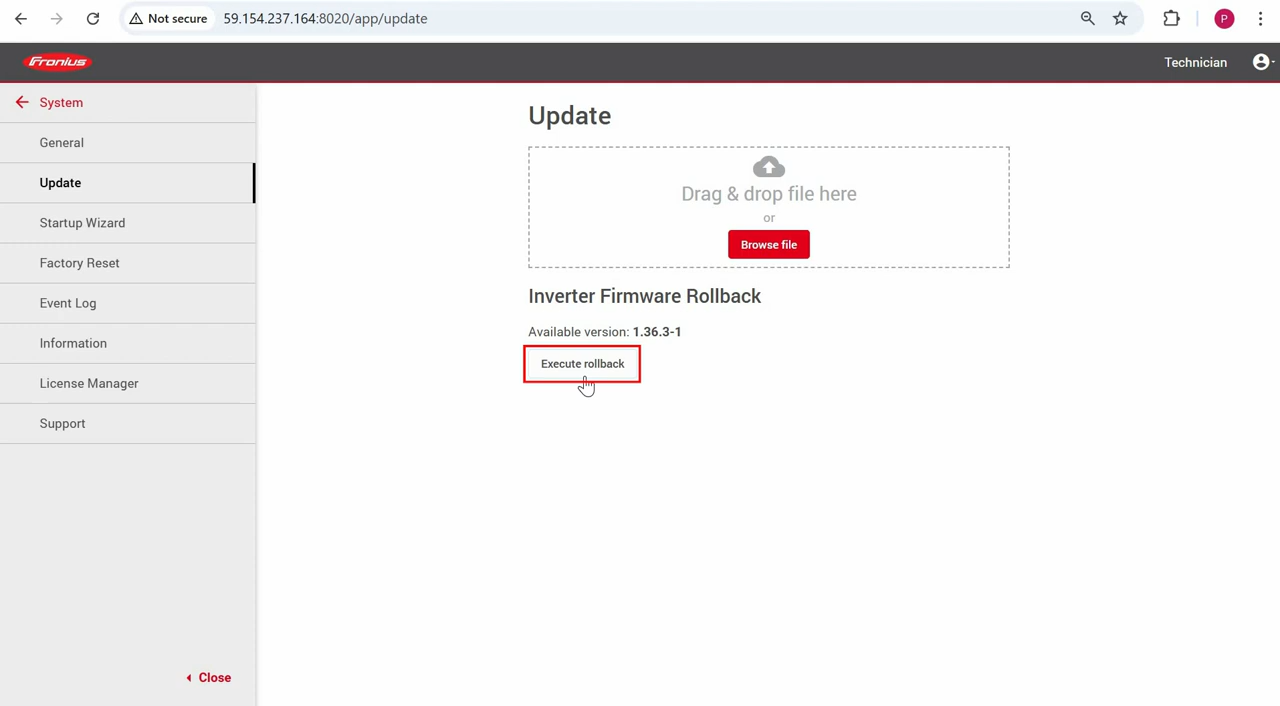 Not secure
59.154.237.164:8020/app/update
P
Fronius
Technician
System
General
Update
Startup Wizard
Factory Reset
Event Log
Information
License Manager
Support
Close
Update
Drag & drop file here
or
Browse file
Inverter Firmware Rollback
Available version: 1.36.3-1
Execute rollback